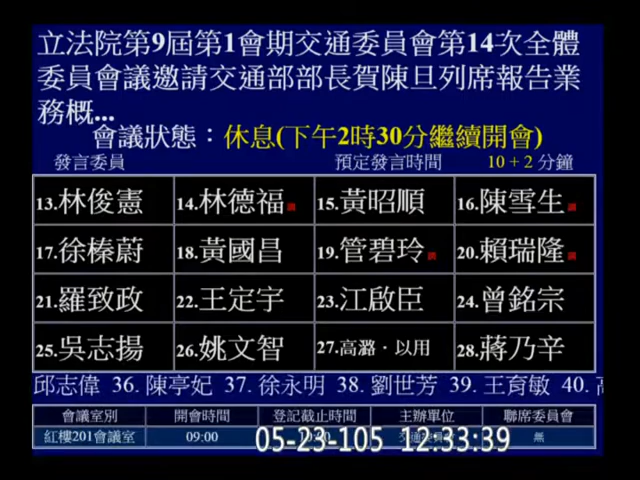 立法院第9屆第1會期交通委員會第14次全體
委員會議邀請交通部部長賀陳旦列席報告業
務概...
會議狀態：休息(下午2時30分繼續開會)
發言委員 預定發言時間 10 + 2 分鐘
13.林俊憲 14.林德福 15.黃昭順 16.陳雪生
17.徐榛蔚 18.黃國昌 19.管碧玲 20.賴瑞隆
21.羅致政 22.王定宇 23.江啟臣 24.曾銘宗
25.吳志揚 26.姚文智 27.高潞．以用 28.蔣乃辛
邱志偉 36. 陳亭妃 37. 徐永明 38. 劉世芳 39. 王育敏 40.
會議室別 開會時間 登記截止時間 主辦單位 聯席委員會
紅樓201會議室 09:00 無
05-23-105 12:33:39